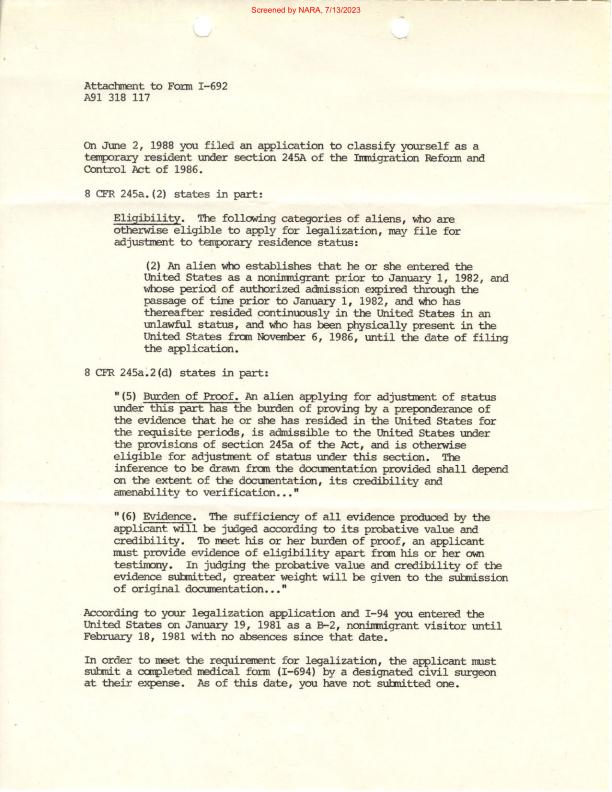 Screened by NARA, 7/13/2023
Attachment to Form I-692
A91 318 117
On June 2, 1988 you filed an application to classify yourself as a
temporary resident under section 245A of the Immigration Reform and
Control Act of 1986.
8 CFR 245a.(2) states in part:
Eligibility. The following categories of aliens, who are
otherwise eligible to apply for legalization, may file for
adjustment to temporary residence status:
(2) An alien who establishes that he or she entered the
United States as a nonimmigrant prior to January 1, 1982, and
whose period of authorized admission expired through the
passage of time prior to January 1, 1982, and who has
thereafter resided continuously in the United States in an
unlawful status, and who has been physically present in the
United States from November 6, 1986, until the date of filing
the application.
8 CFR 245a.2(d) states in part:
"(5) Burden of Proof. An alien applying for adjustment of status
under this part has the burden of proving by a preponderance of
the evidence that he or she has resided in the United States for
the requisite periods, is admissible to the United States under
the provisions of section 245a of the Act, and is otherwise
eligible for adjustment of status under this section. The
inference to be drawn from the documentation provided shall depend
on the extent of the documentation, its credibility and
amenability to verification..."
"(6) Evidence. The sufficiency of all evidence produced by the
applicant will be judged according to its probative value and
credibility. To meet his or her burden of proof, an applicant
must provide evidence of eligibility apart from his or her own
testimony. In judging the probative value and credibility of the
evidence submitted, greater weight will be given to the submission
of original documentation..."
According to your legalization application and I-94 you entered the
United States on January 19, 1981 as a B-2, nonimmigrant visitor until
February 18, 1981 with no absences since that date.
In order to meet the requirement for legalization, the applicant must
submit a completed medical form (I-694) by a designated civil surgeon
at their expense. As of this date, you have not submitted one.